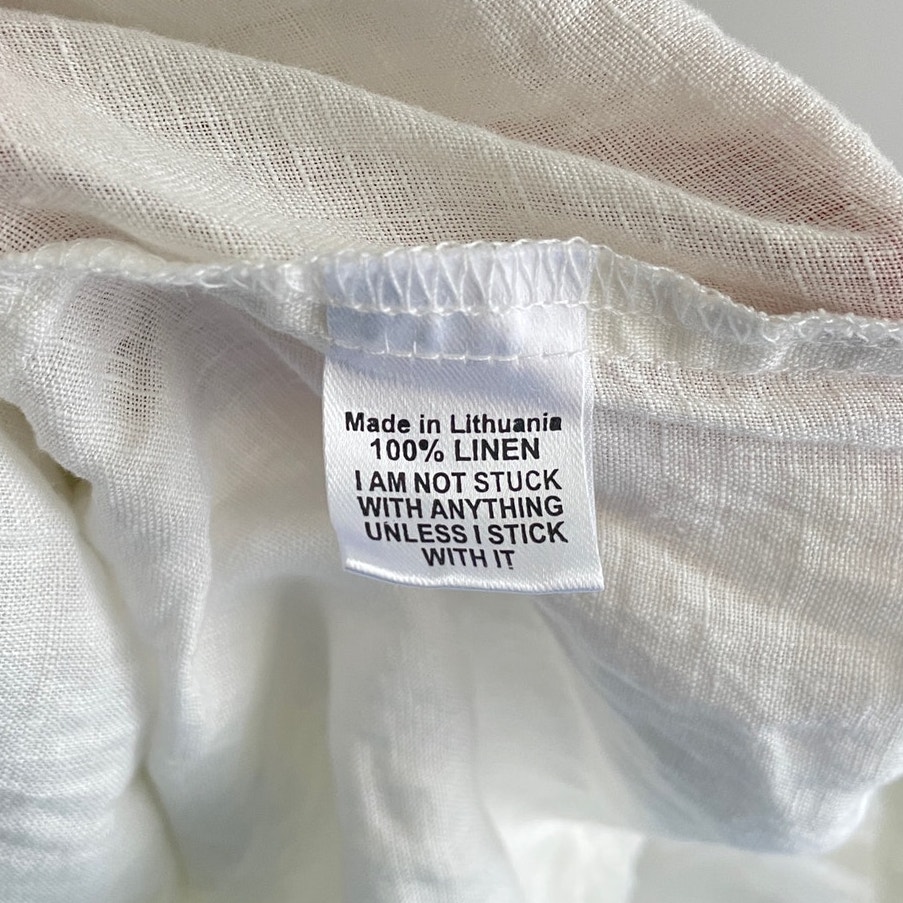 Made in Lithuania
100% LINEN
I AM NOT STUCK
WITH ANYTHING
UNLESS I STICK
WITH IT